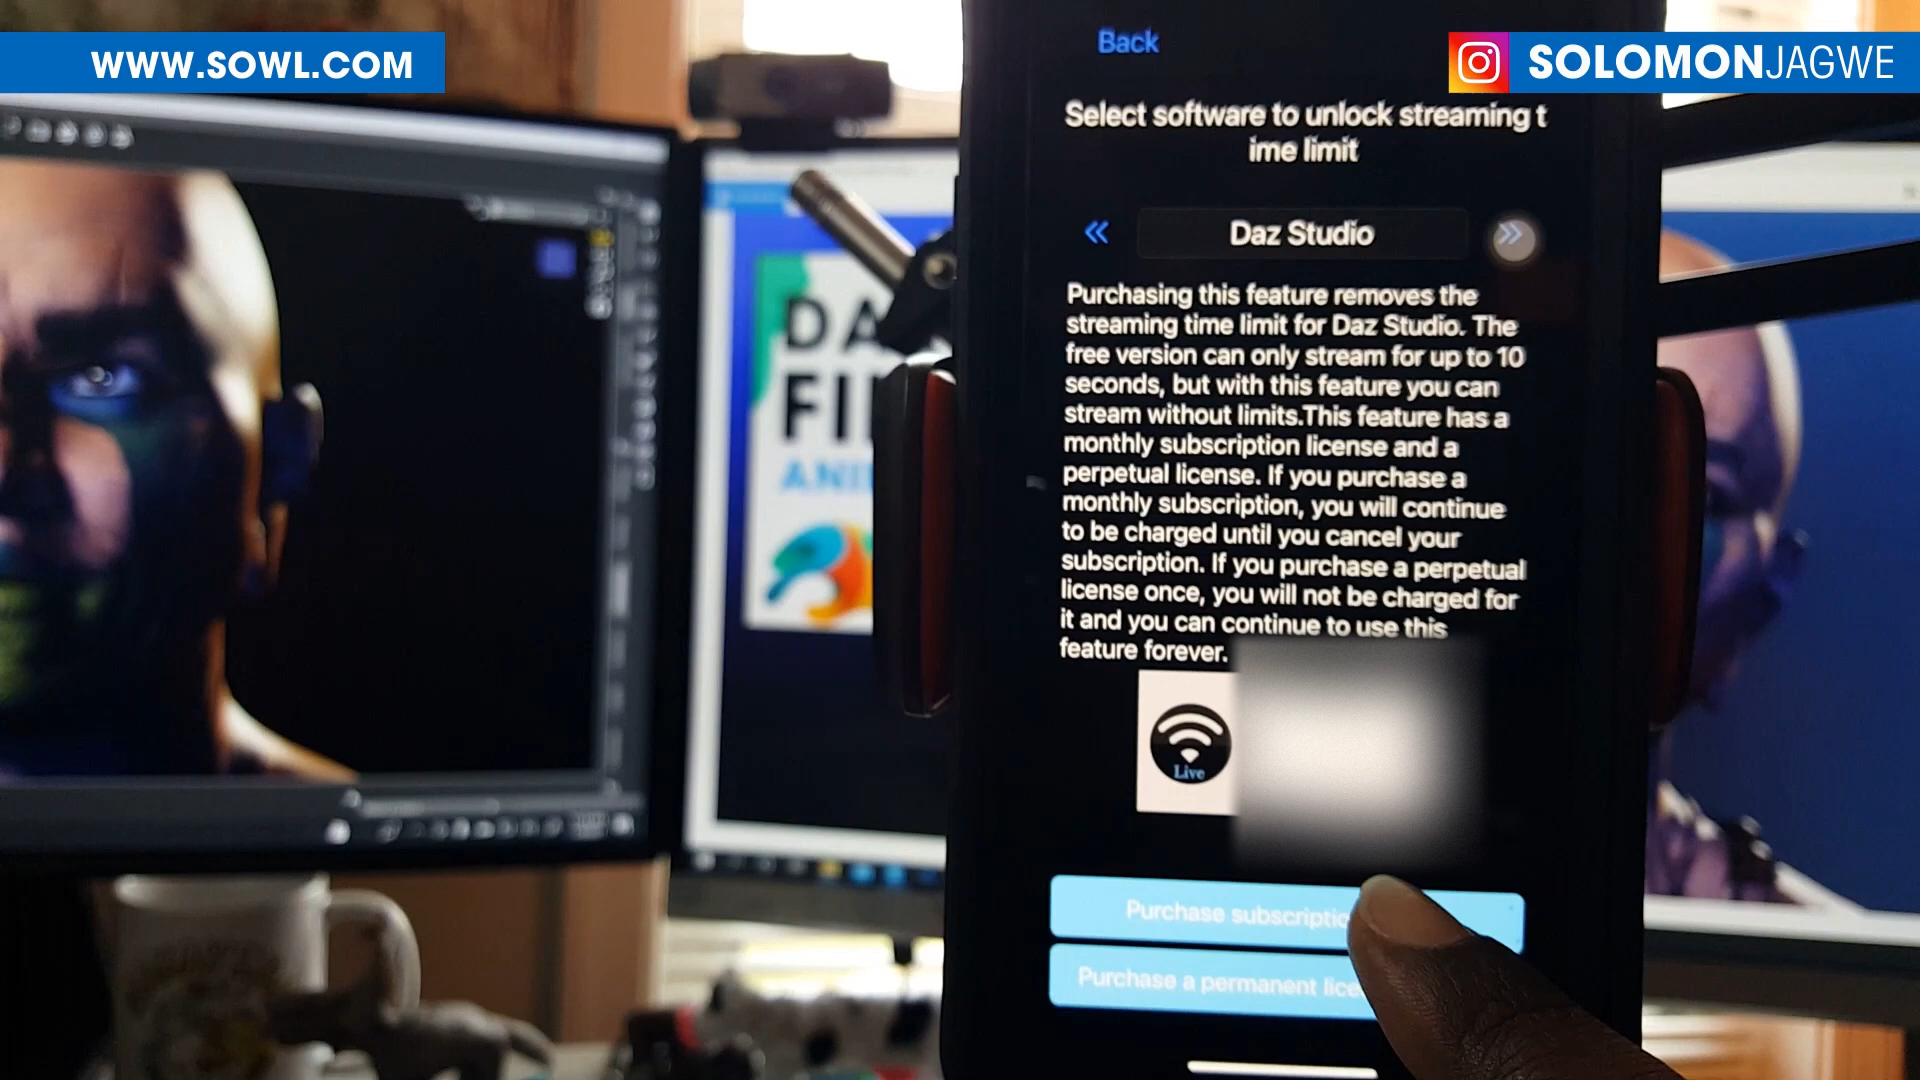 WWW.SOWL.COM
SOLOMONJAGWE
Back
Select software to unlock streaming t
ime limit
« Daz Studio »
Purchasing this feature removes the
streaming time limit for Daz Studio. The
free version can only stream for up to 10
seconds, but with this feature you can
stream without limits.This feature has a
monthly subscription license and a
perpetual license. If you purchase a
monthly subscription, you will continue
to be charged until you cancel your
subscription. If you purchase a perpetual
license once, you will not be charged for
it and you can continue to use this
feature forever.
Live
Purchase subscriptio
Purchase a permanent lice
DA
FI
ANI